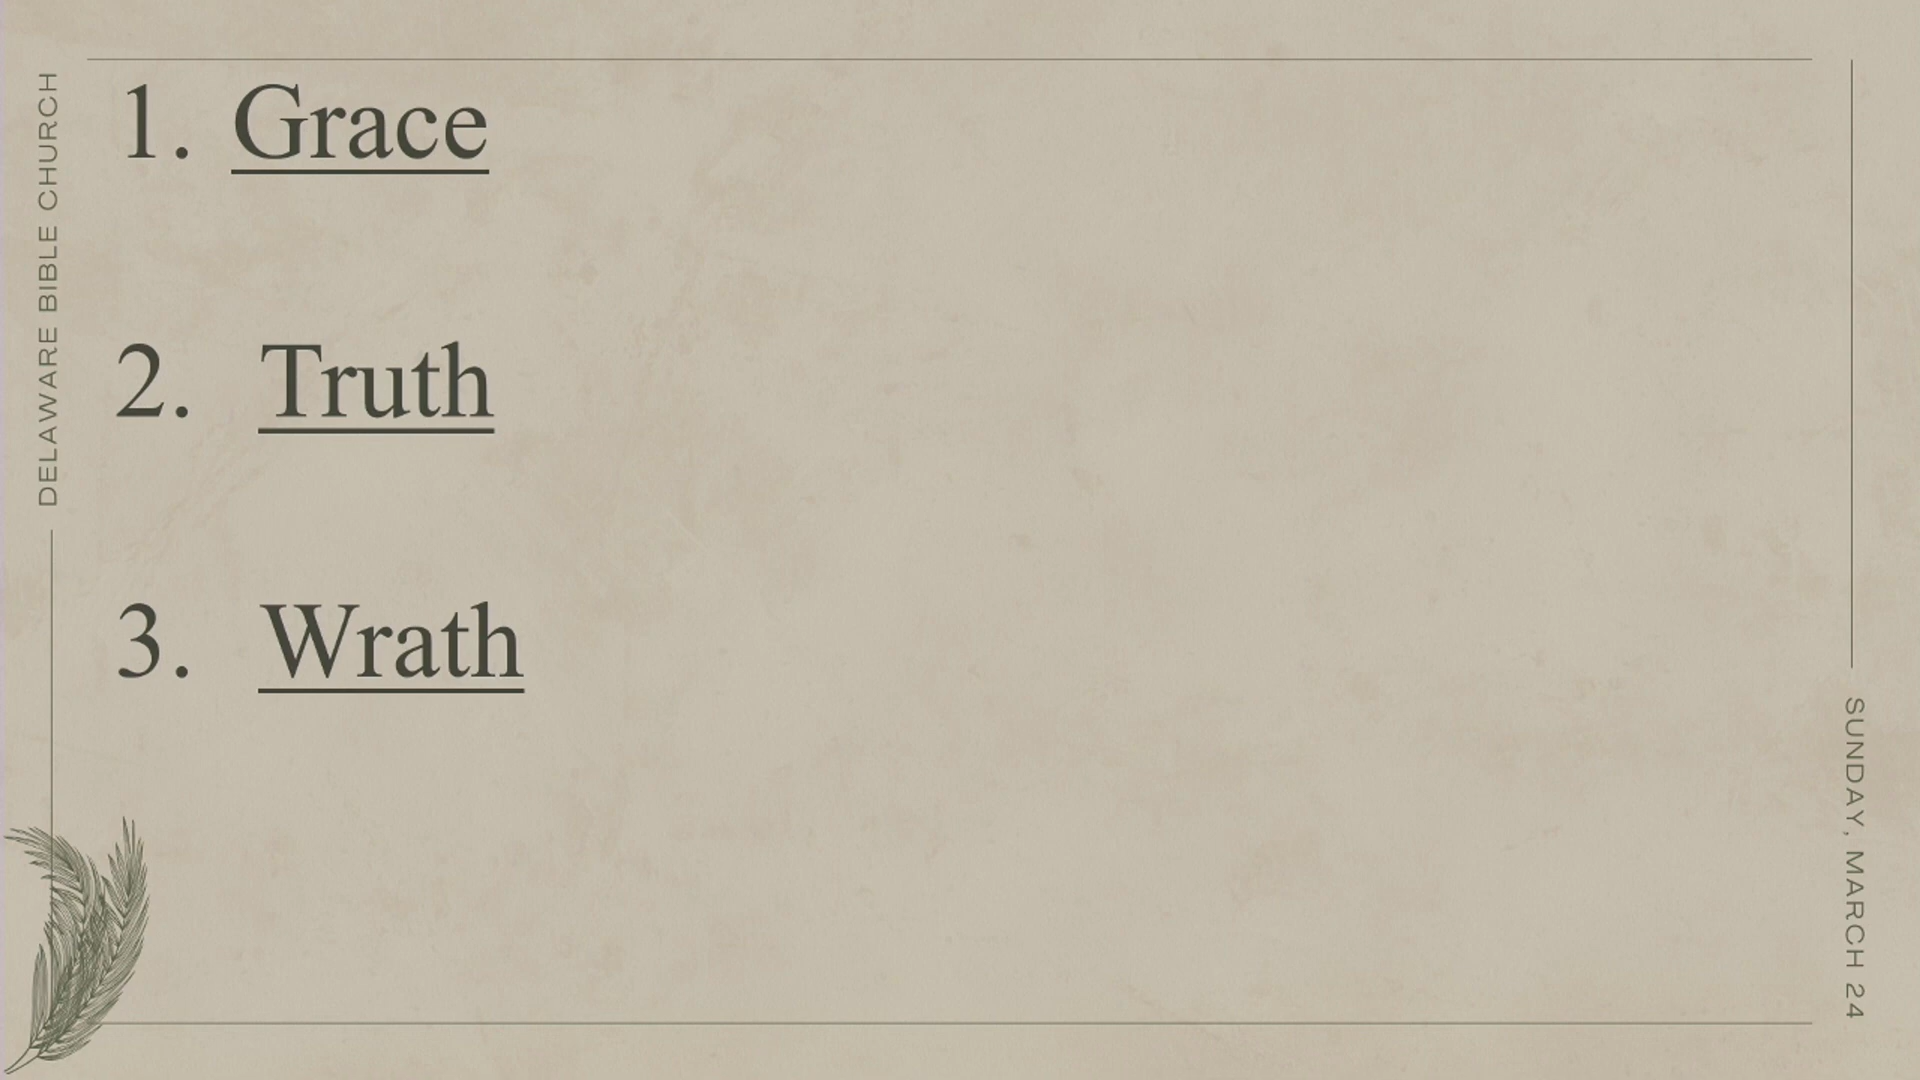 DELAWARE BIBLE CHURCH
1. Grace
2. Truth
3. Wrath
SUNDAY, MARCH 24